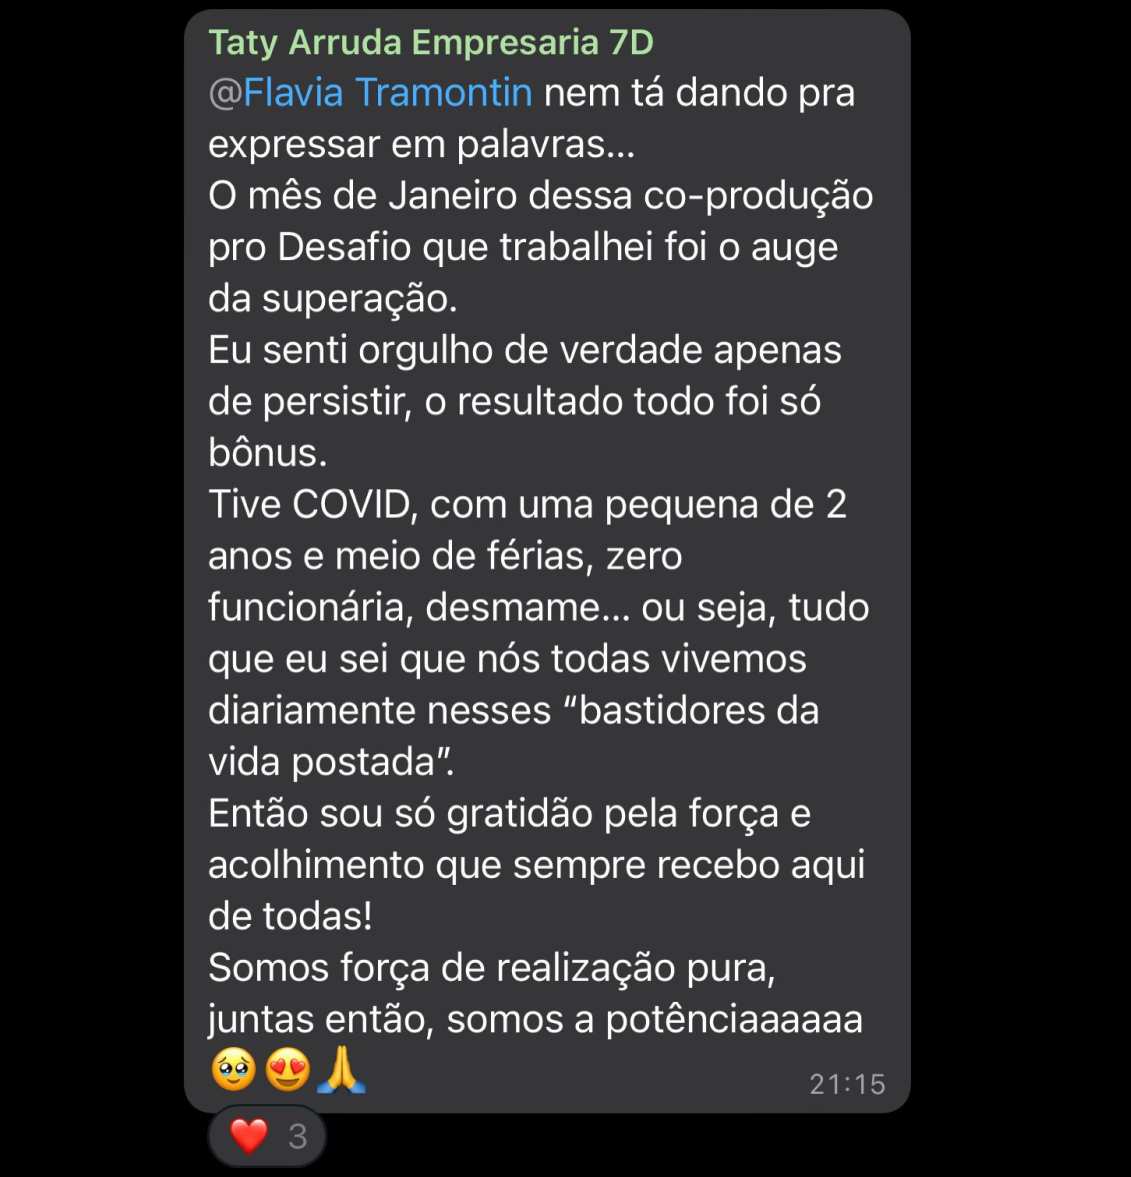 Taty Arruda Empresaria 7D
@Flavia Tramontin nem tá dando pra
expressar em palavras...
O mês de Janeiro dessa co-produção
pro Desafio que trabalhei foi o auge
da superação.
Eu senti orgulho de verdade apenas
de persistir, o resultado todo foi só
bônus.
Tive COVID, com uma pequena de 2
anos e meio de férias, zero
funcionária, desmame... ou seja, tudo
que eu sei que nós todas vivemos
diariamente nesses “bastidores da
vida postada”.
Então sou só gratidão pela força e
acolhimento que sempre recebo aqui
de todas!
Somos força de realização pura,
juntas então, somos a potênciaaaaaa
🥹😍🙏 21:15
❤️ 3